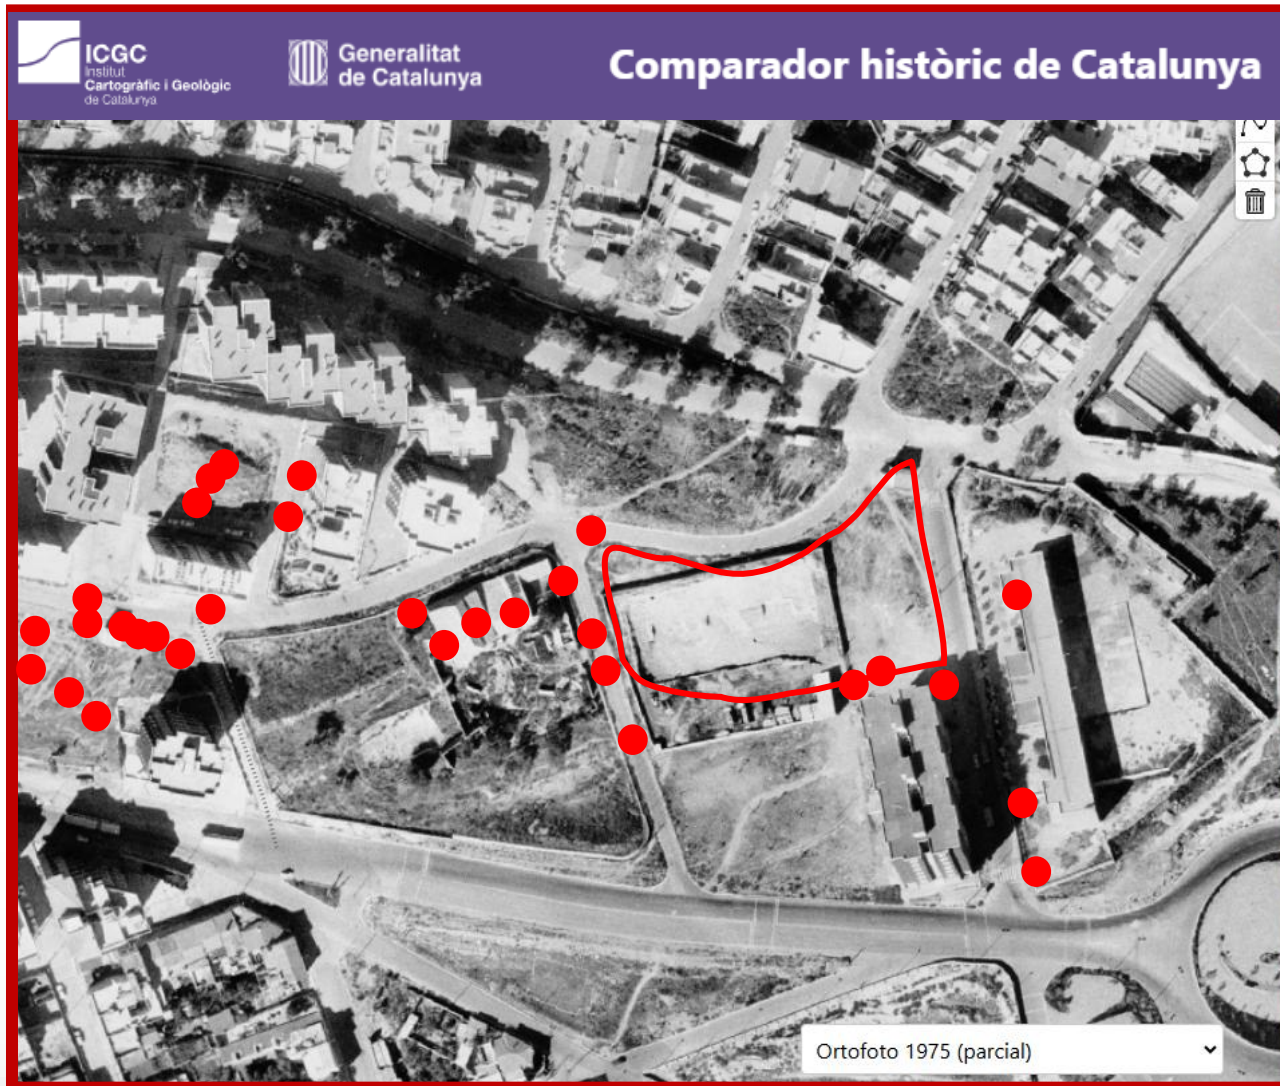 ICGC
Institut
Cartogràfic i Geològic
de Catalunya
Generalitat
de Catalunya
Comparador històric de Catalunya
Ortofoto 1975 (parcial)